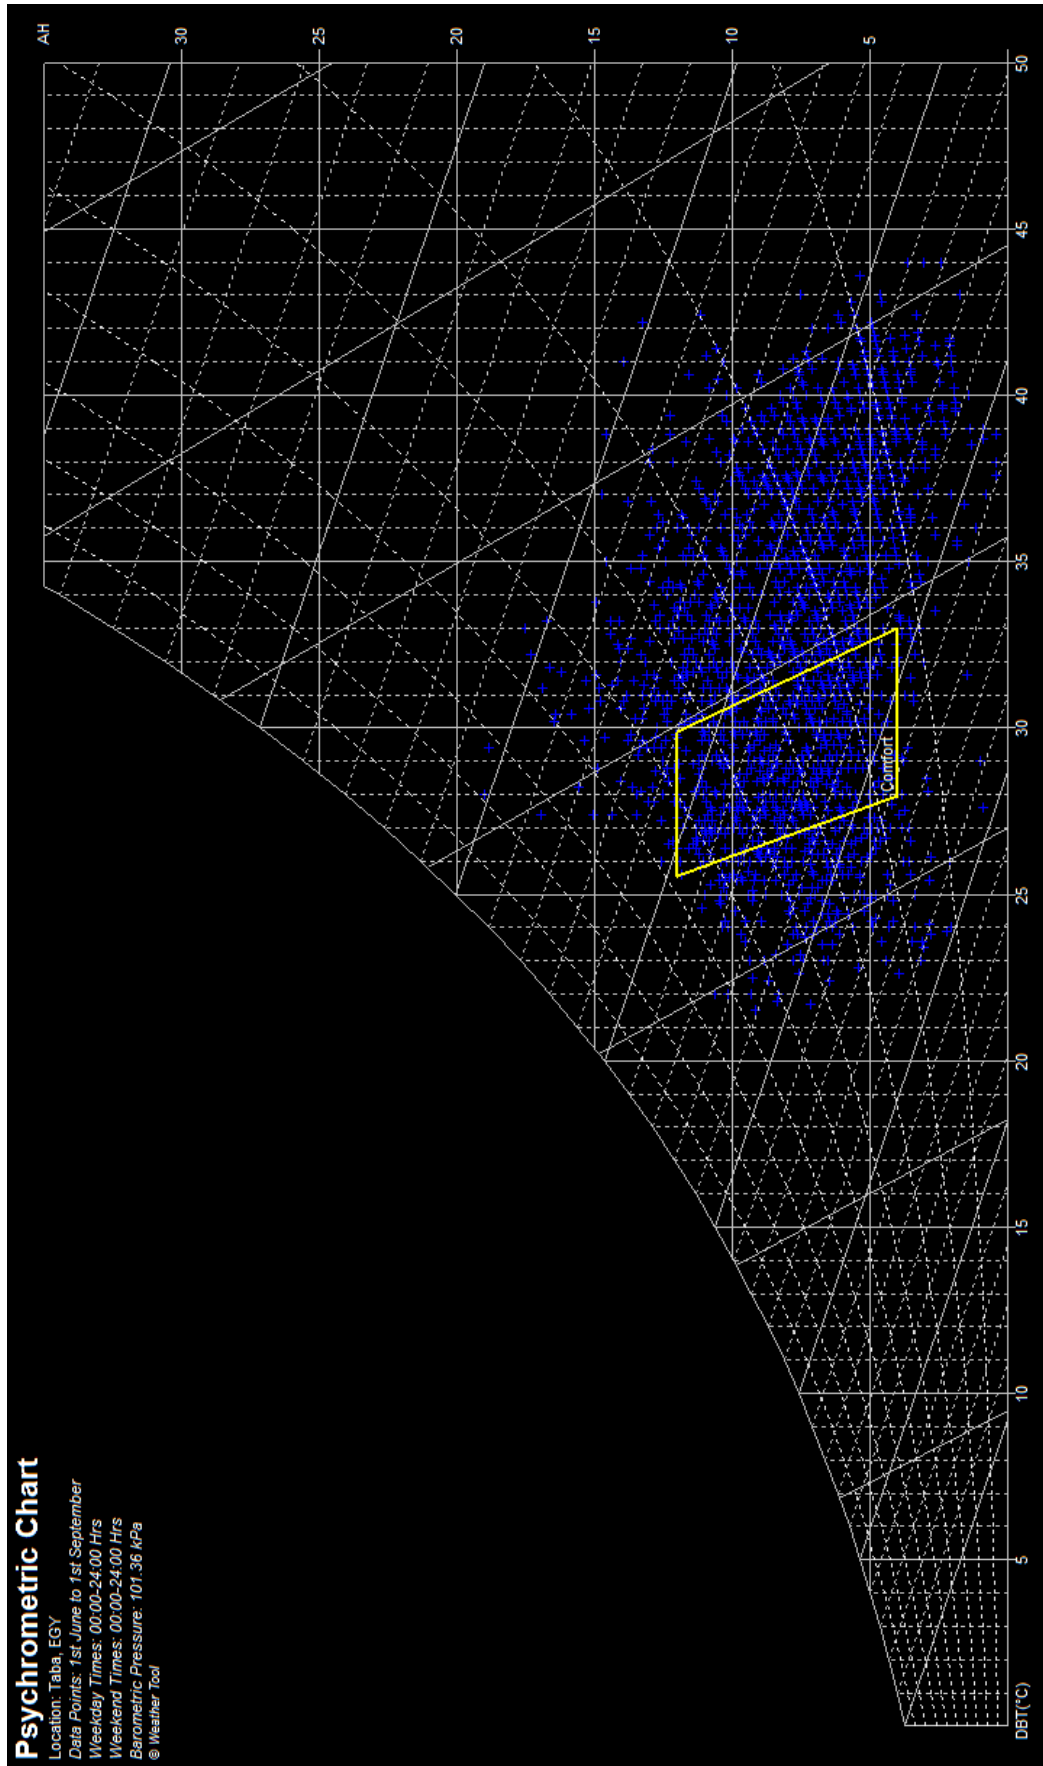 Psychrometric Chart
Location: Taba, EGY
Data Points: 1st June to 1st September
Weekday Times: 00:00-24:00 Hrs
Weekend Times: 00:00-24:00 Hrs
Barometric Pressure: 101.36 kPa
© Weather Tool
AH
30
25
20
15
10
5
Comfort
DBT(°C)
5
10
15
20
25
30
35
40
45
50